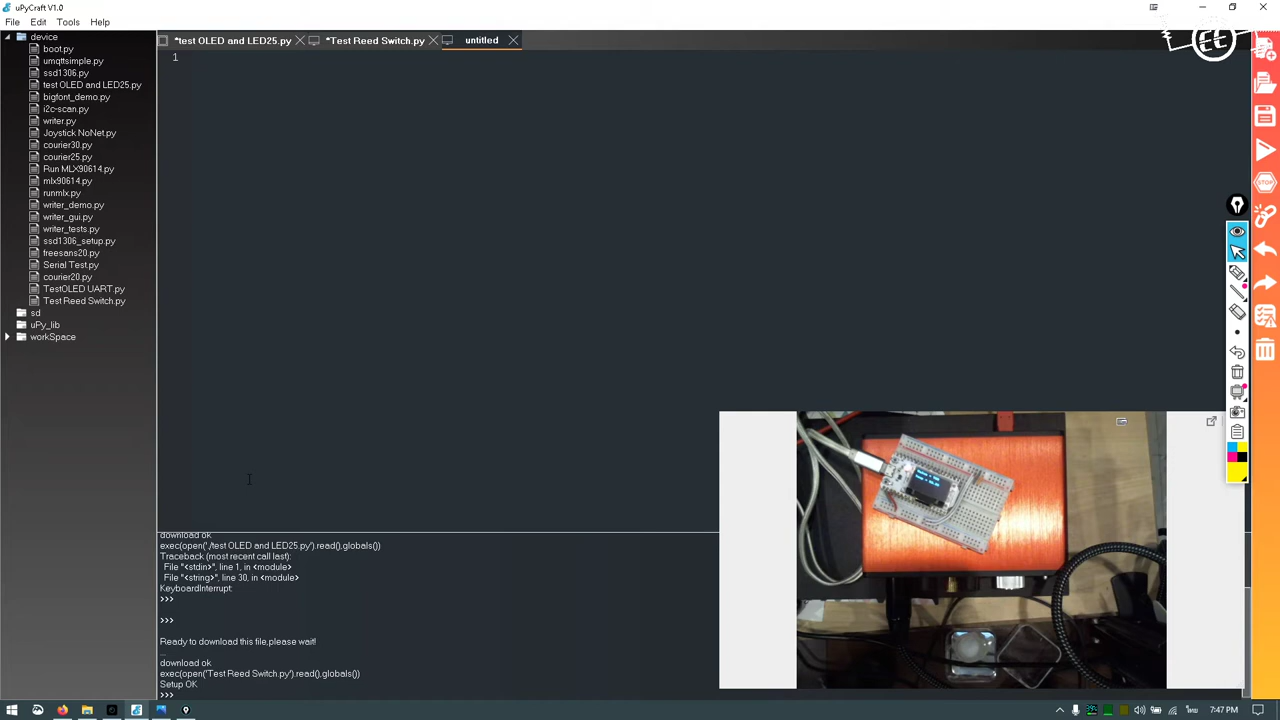 uPyCraft V1.0
File Edit Tools Help
device
boot.py
umqttsimple.py
ssd1306.py
test OLED and LED25.py
bigfont_demo.py
i2c-scan.py
writer.py
Joystick NoNet.py
courier30.py
courier25.py
Run MLX90614.py
mlx90614.py
runmlx.py
writer_demo.py
writer_gui.py
writer_tests.py
ssd1306_setup.py
freesans20.py
Serial Test.py
courier20.py
TestOLED UART.py
Test Reed Switch.py
sd
uPy_lib
workSpace
*test OLED and LED25.py *Test Reed Switch.py untitled
1
download ok
exec(open('./test OLED and LED25.py').read(),globals())
Traceback (most recent call last):
File "<stdin>", line 1, in <module>
File "<string>", line 30, in <module>
KeyboardInterrupt:
>>>
>>>
Ready to download this file,please wait!
...
download ok
exec(open('Test Reed Switch.py').read(),globals())
Setup OK
>>>
STOP
ไทย 7:47 PM